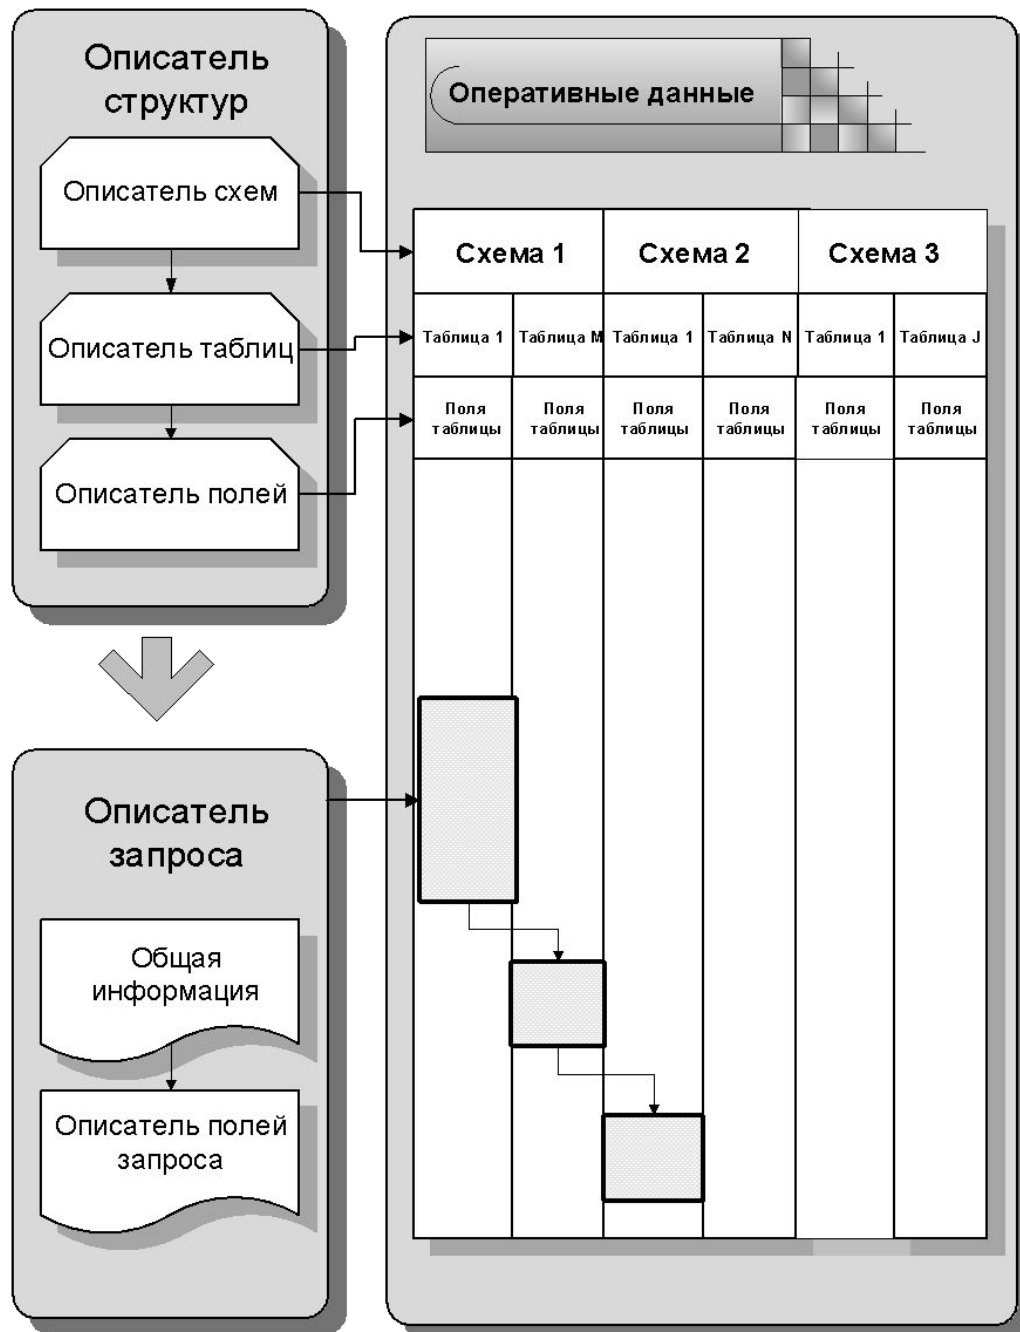 Описатель
структур
Описатель схем
Описатель таблиц
Описатель полей
Описатель
запроса
Общая
информация
Описатель полей
запроса
Оперативные данные
Схема 1
Схема 2
Схема 3
Таблица 1
Таблица M
Таблица 1
Таблица N
Таблица 1
Таблица J
Поля
таблицы
Поля
таблицы
Поля
таблицы
Поля
таблицы
Поля
таблицы
Поля
таблицы